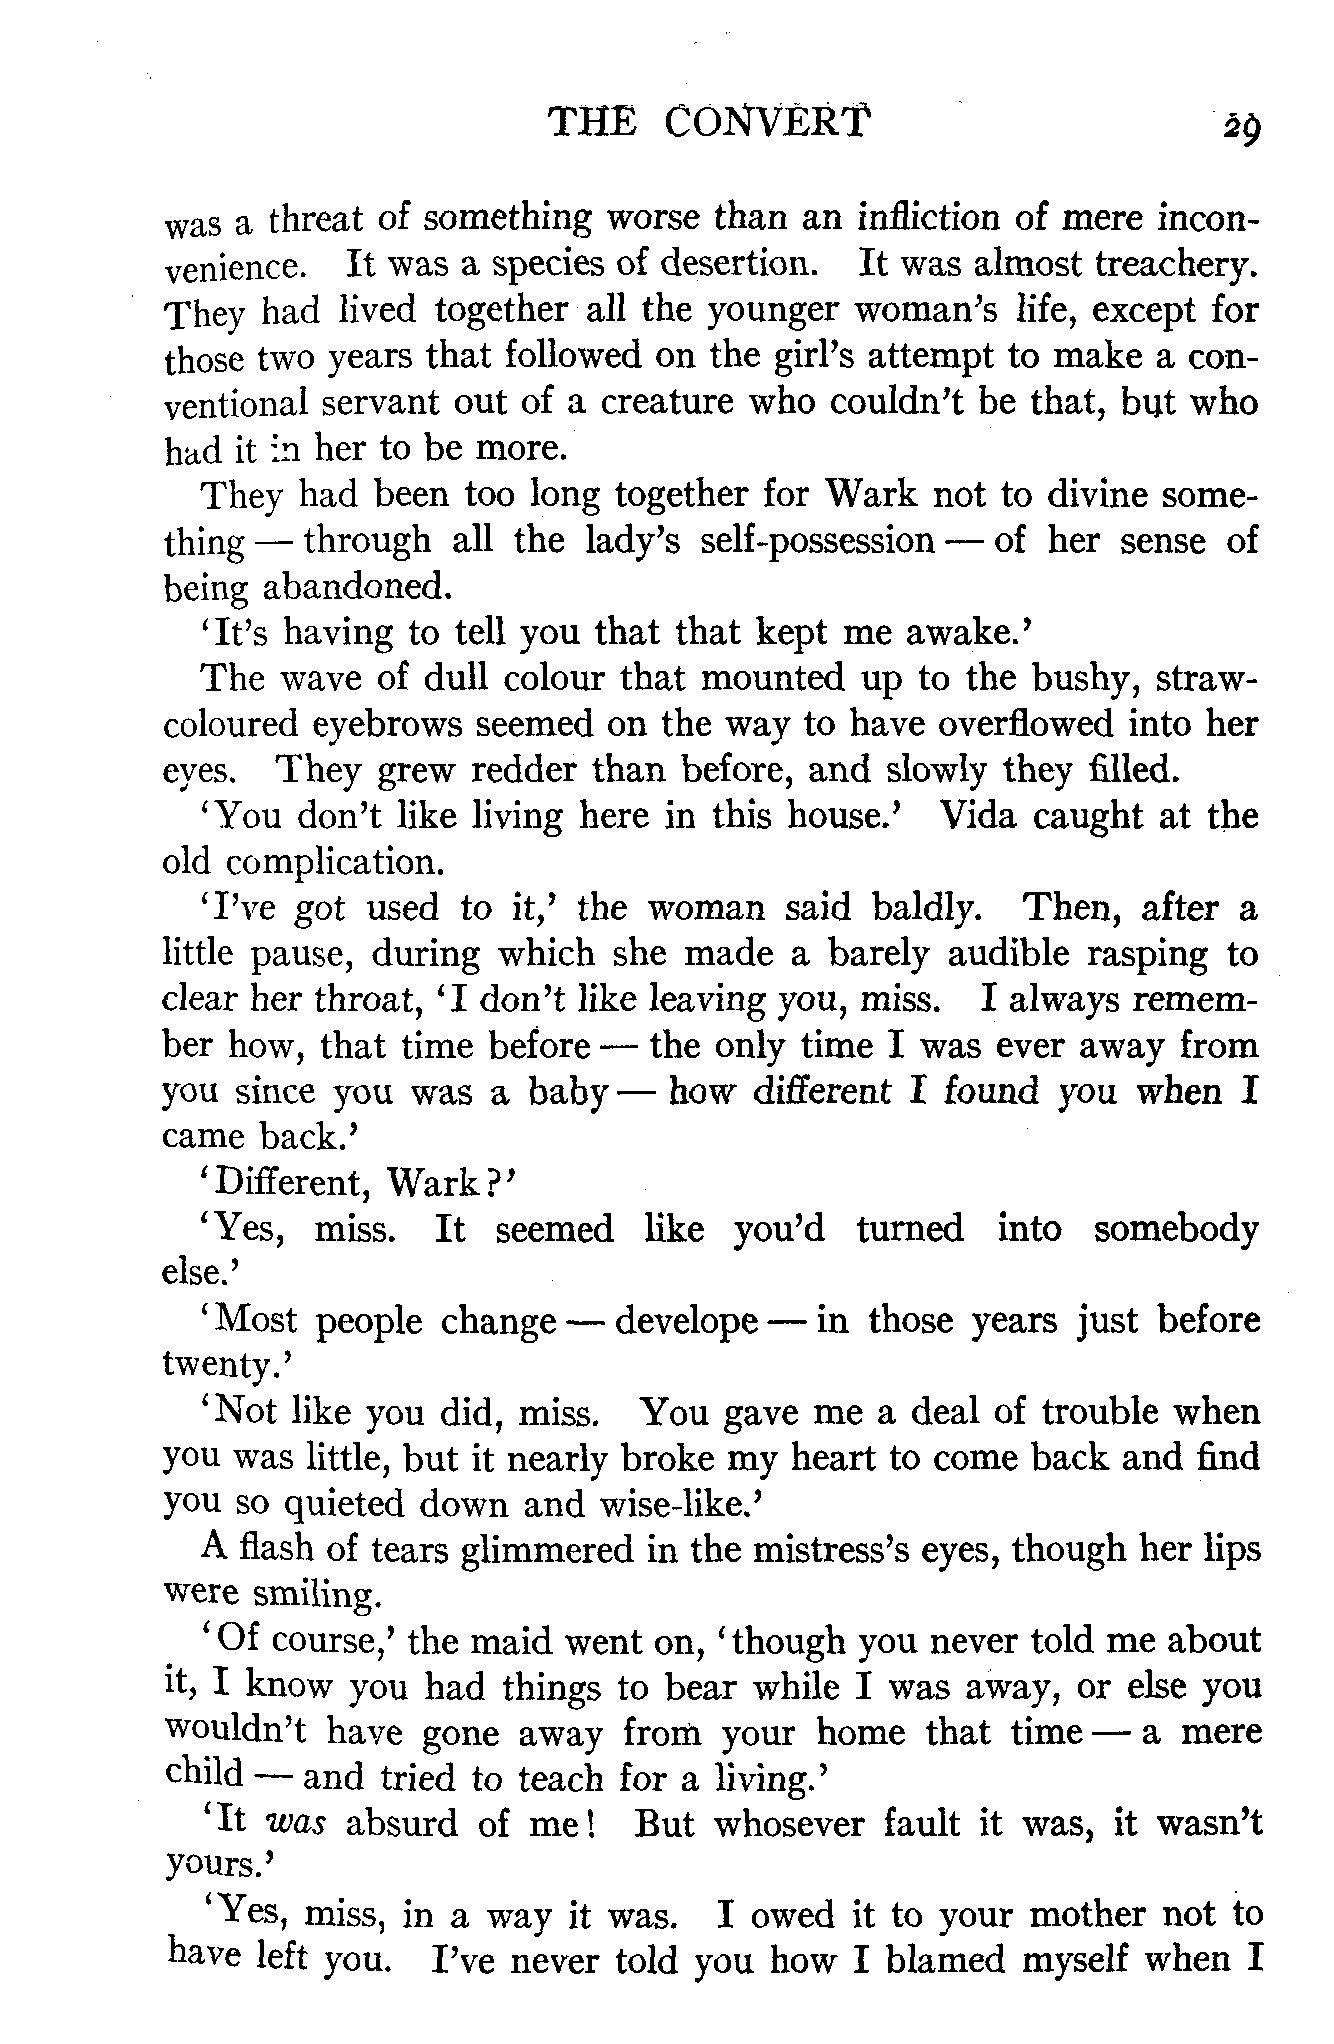 THE CONVERT 29
was a threat of something worse than an infliction of mere incon-
venience. It was a species of desertion. It was almost treachery.
They had lived together all the younger woman's life, except for
those two years that followed on the girl's attempt to make a con-
ventional servant out of a creature who couldn't be that, but who
had it in her to be more.
They had been too long together for Wark not to divine some-
thing — through all the lady's self-possession — of her sense of
being abandoned.
'It's having to tell you that that kept me awake.'
The wave of dull colour that mounted up to the bushy, straw-
coloured eyebrows seemed on the way to have overflowed into her
eyes. They grew redder than before, and slowly they filled.
'You don't like living here in this house.' Vida caught at the
old complication.
'I've got used to it,' the woman said baldly. Then, after a
little pause, during which she made a barely audible rasping to
clear her throat, 'I don't like leaving you, miss. I always remem-
ber how, that time before — the only time I was ever away from
you since you was a baby — how different I found you when I
came back.'
'Different, Wark?'
'Yes, miss. It seemed like you'd turned into somebody
else.'
'Most people change — develope — in those years just before
twenty.'
'Not like you did, miss. You gave me a deal of trouble when
you was little, but it nearly broke my heart to come back and find
you so quieted down and wise-like.'
A flash of tears glimmered in the mistress's eyes, though her lips
were smiling.
'Of course,' the maid went on, 'though you never told me about
it, I know you had things to bear while I was away, or else you
wouldn't have gone away from your home that time — a mere
child — and tried to teach for a living.'
'It was absurd of me! But whosever fault it was, it wasn't
yours.'
'Yes, miss, in a way it was. I owed it to your mother not to
have left you. I've never told you how I blamed myself when I